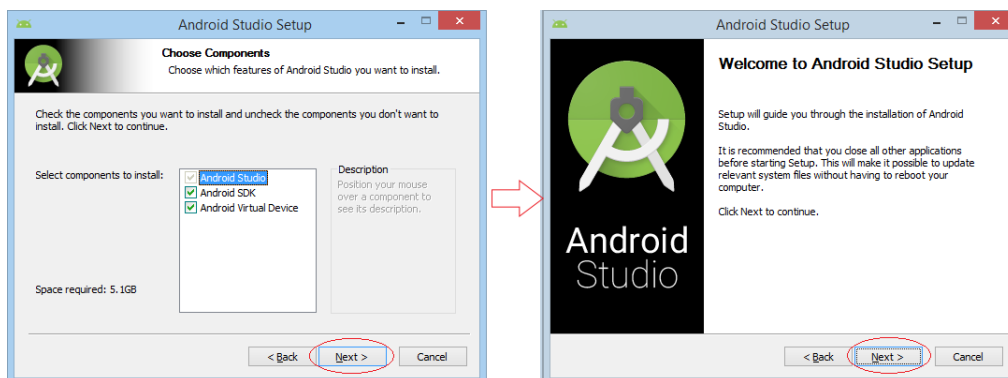 Android Studio Setup
Choose Components
Choose which features of Android Studio you want to install.
Check the components you want to install and uncheck the components you don't want to
install. Click Next to continue.
Select components to install:
Android Studio
Android SDK
Android Virtual Device
Description
Position your mouse
over a component to
see its description.
Space required: 5.1GB
< Back
Next >
Cancel
Android Studio Setup
Welcome to Android Studio Setup
Setup will guide you through the installation of Android
Studio.
It is recommended that you close all other applications
before starting Setup. This will make it possible to update
relevant system files without having to reboot your
computer.
Click Next to continue.
Android
Studio
< Back
Next >
Cancel